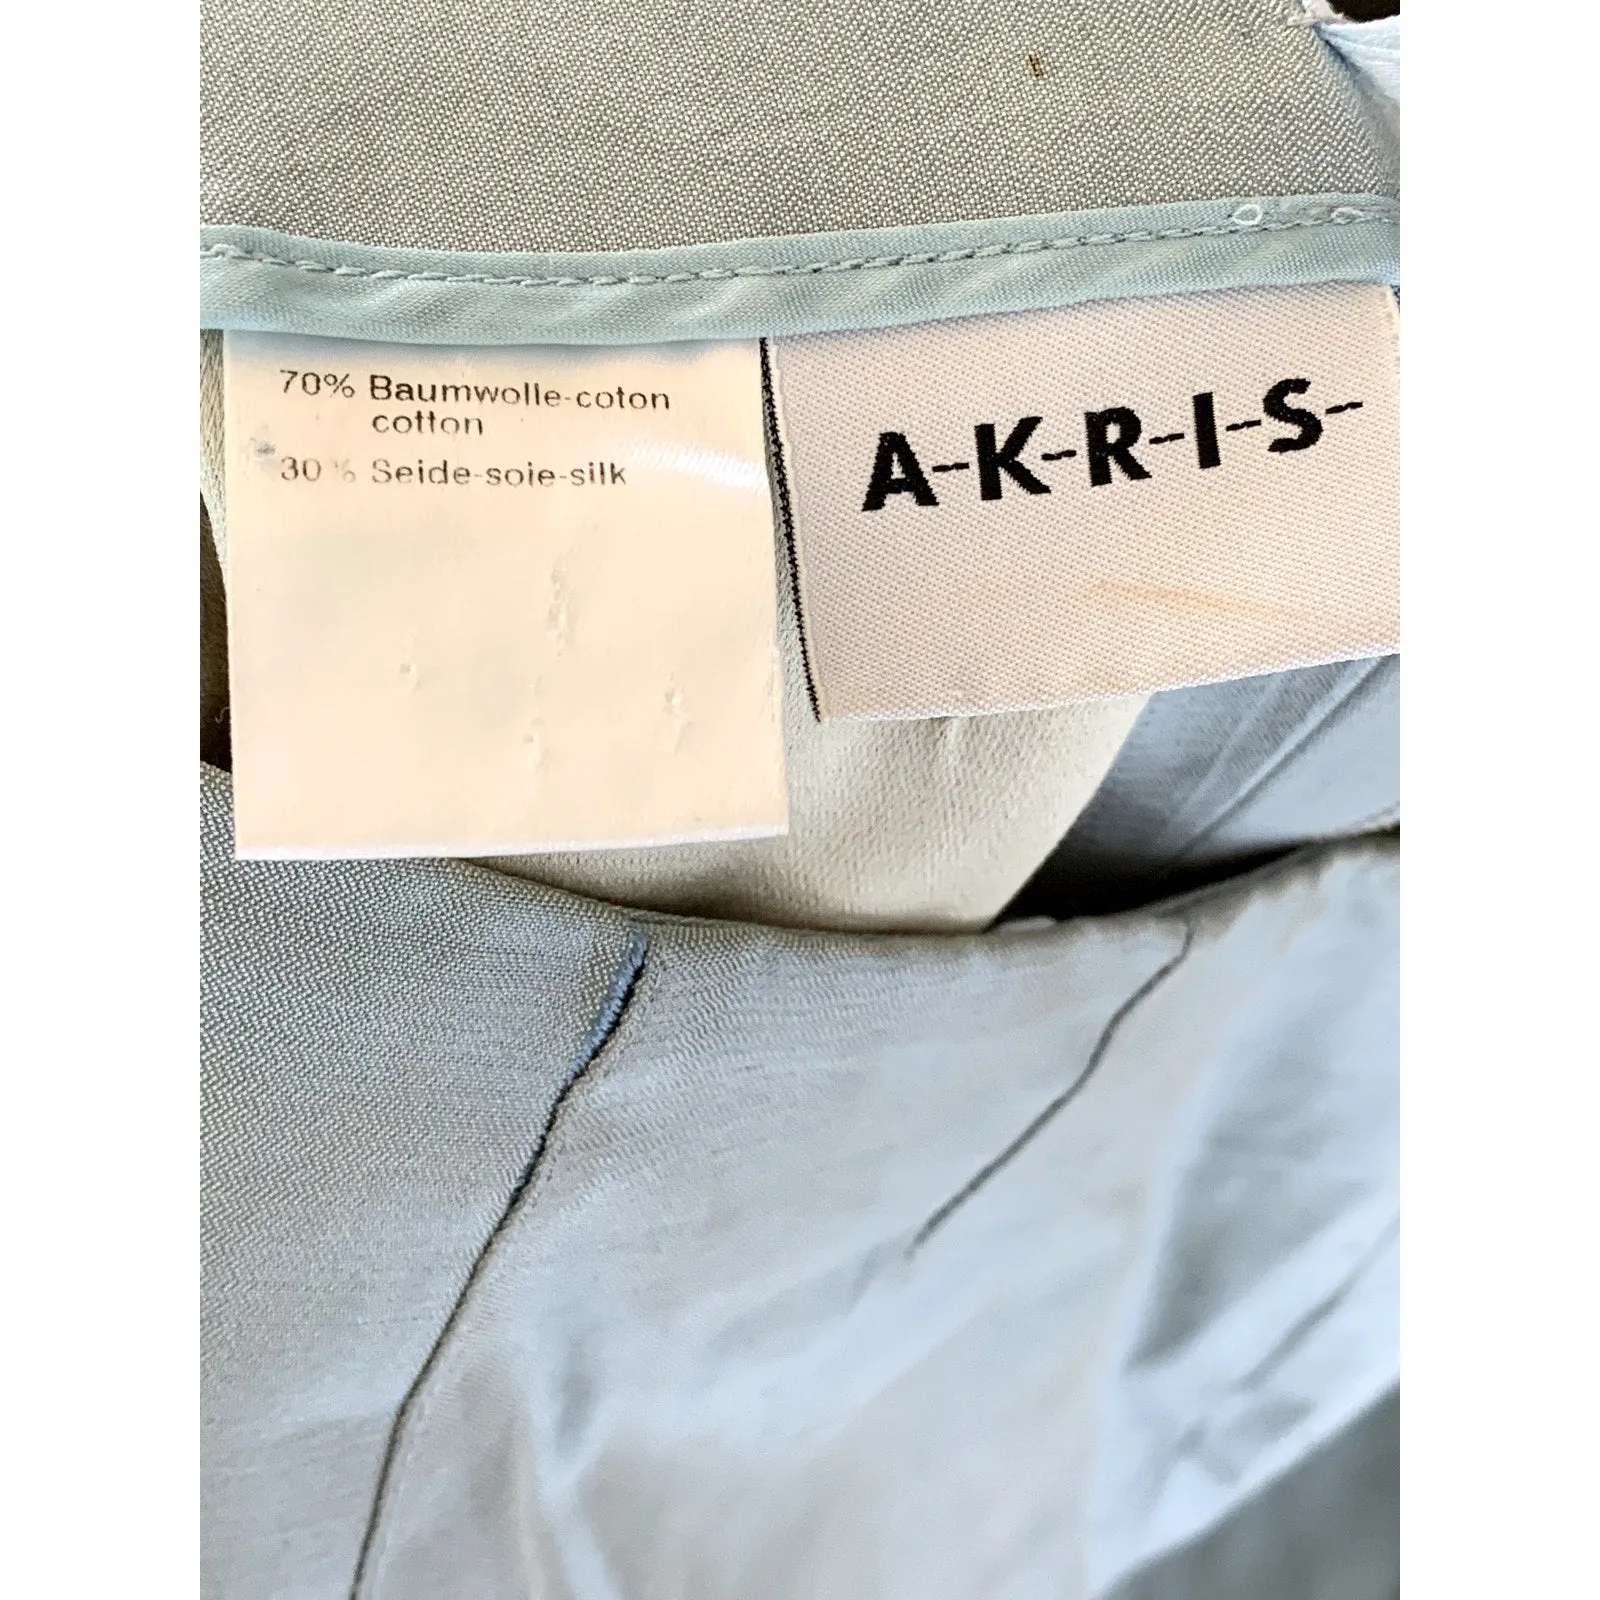 70% Baumwolle-coton
cotton
30% Seide-soie-silk
A-K-R-I-S-